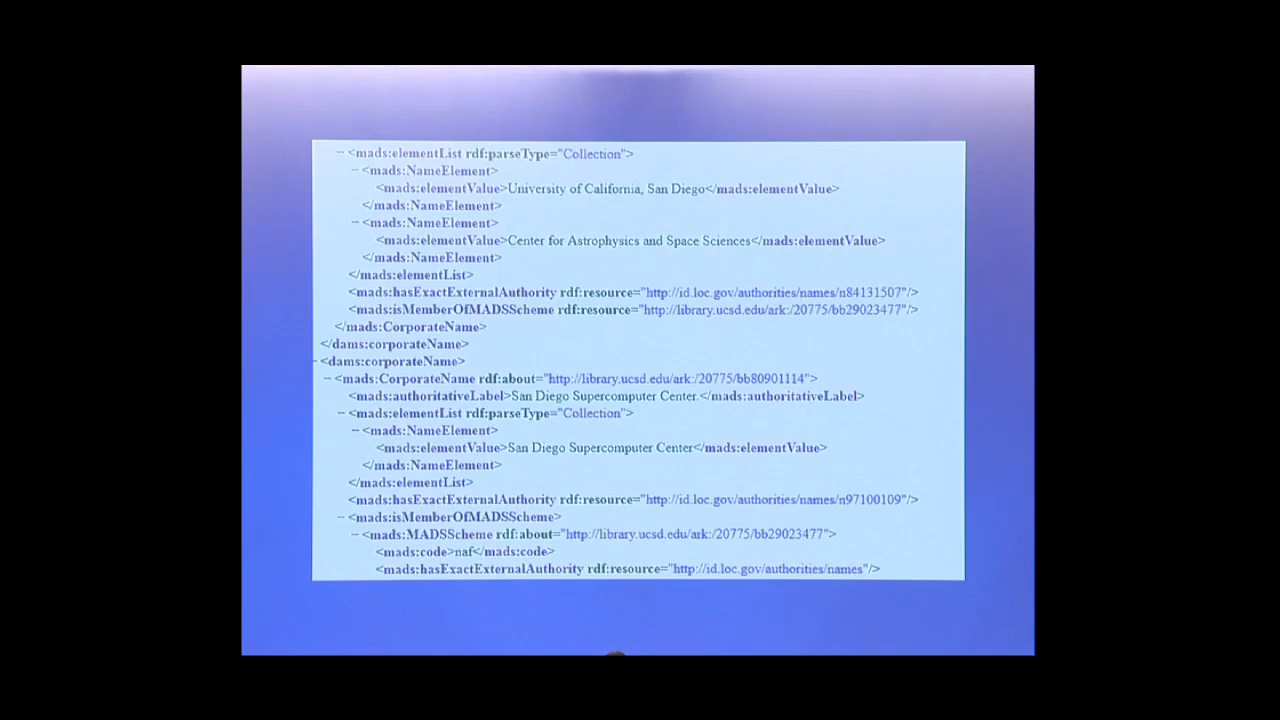 − <mads:elementList rdf:parseType="Collection">
− <mads:NameElement>
<mads:elementValue>University of California, San Diego</mads:elementValue>
</mads:NameElement>
− <mads:NameElement>
<mads:elementValue>Center for Astrophysics and Space Sciences</mads:elementValue>
</mads:NameElement>
</mads:elementList>
<mads:hasExactExternalAuthority rdf:resource="http://id.loc.gov/authorities/names/n84131507"/>
<mads:isMemberOfMADSScheme rdf:resource="http://library.ucsd.edu/ark:/20775/bb29023477"/>
</mads:CorporateName>
</dams:corporateName>
− <dams:corporateName>
− <mads:CorporateName rdf:about="http://library.ucsd.edu/ark:/20775/bb80901114">
<mads:authoritativeLabel>San Diego Supercomputer Center.</mads:authoritativeLabel>
− <mads:elementList rdf:parseType="Collection">
− <mads:NameElement>
<mads:elementValue>San Diego Supercomputer Center</mads:elementValue>
</mads:NameElement>
</mads:elementList>
<mads:hasExactExternalAuthority rdf:resource="http://id.loc.gov/authorities/names/n97100109"/>
− <mads:isMemberOfMADSScheme>
− <mads:MADSScheme rdf:about="http://library.ucsd.edu/ark:/20775/bb29023477">
<mads:code>naf</mads:code>
<mads:hasExactExternalAuthority rdf:resource="http://id.loc.gov/authorities/names"/>